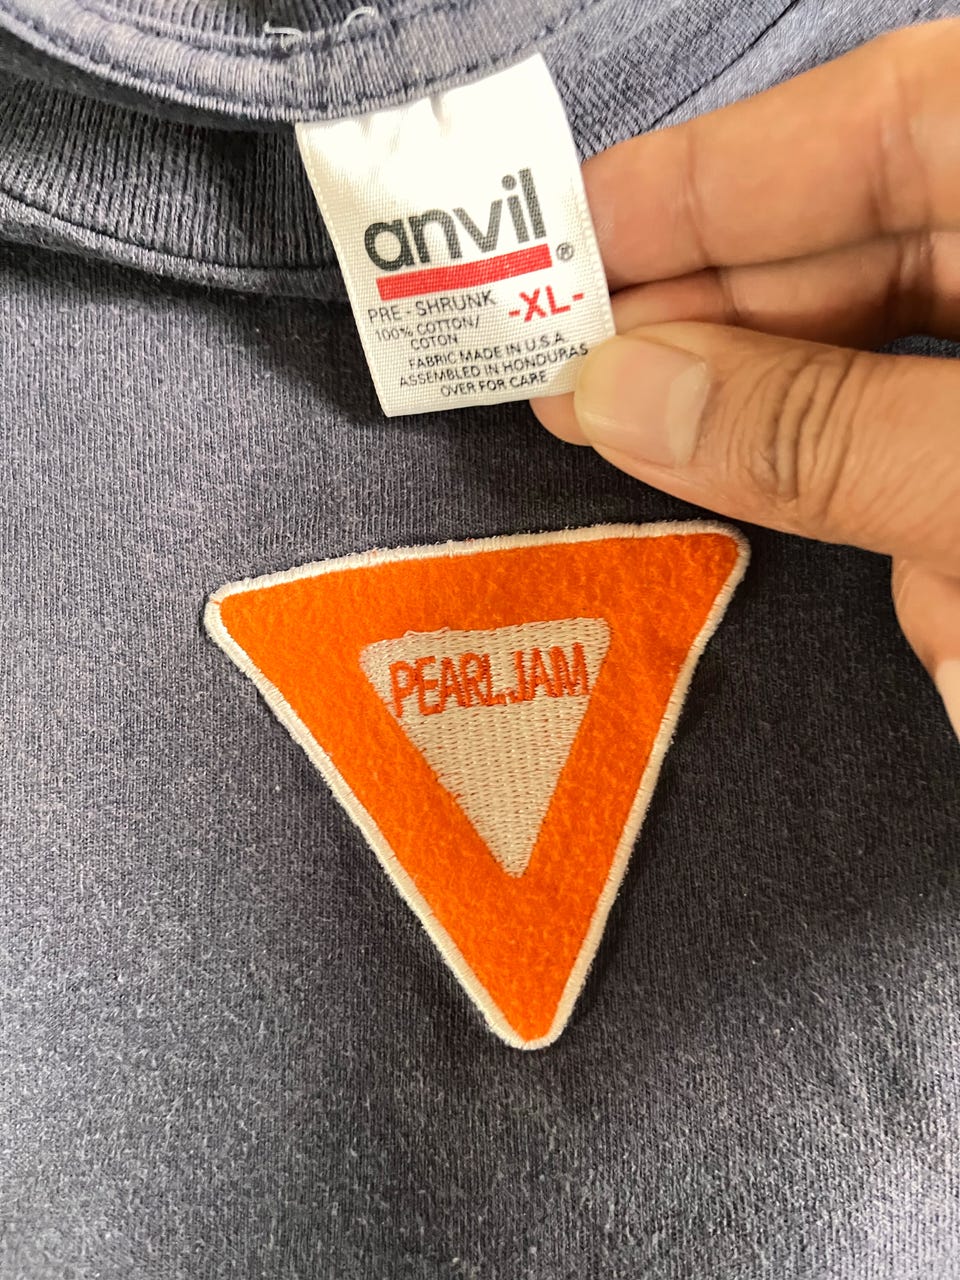 anvil®
PRE-SHRUNK -XL-
100% COTTON/
COTON
FABRIC MADE IN U.S.A
ASSEMBLED IN HONDURAS
OVER FOR CARE
PEARL JAM